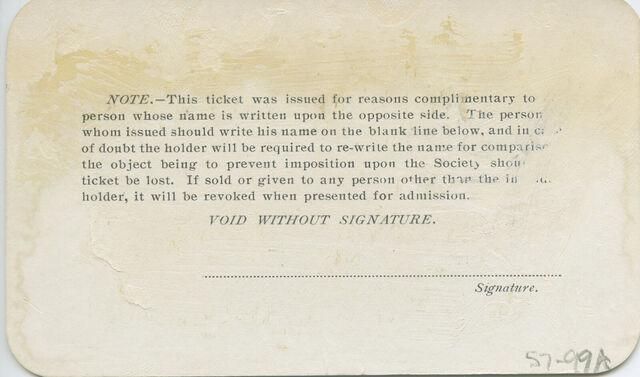 NOTE.—This ticket was issued for reasons complimentary to
person whose name is written upon the opposite side. The person
whom issued should write his name on the blank line below, and in
of doubt the holder will be required to re-write the name for
the object being to prevent imposition upon the Society
ticket be lost. If sold or given to any person other than the
holder, it will be revoked when presented for admission.
VOID WITHOUT SIGNATURE.
Signature.
57-99A